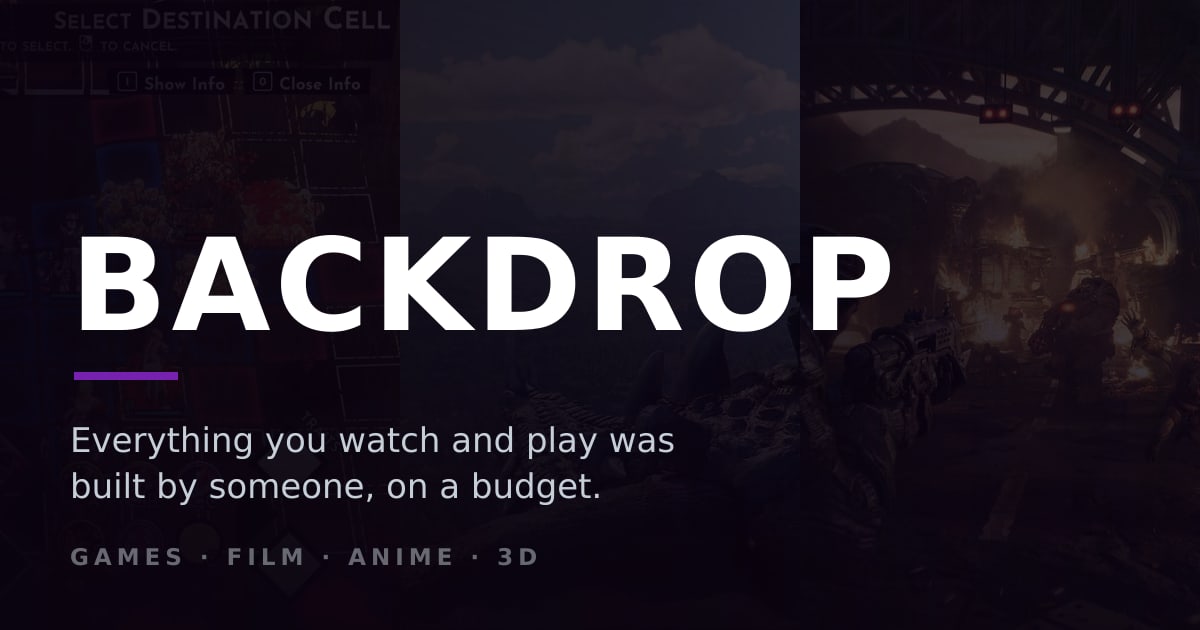 SELECT DESTINATION CELL
TO SELECT. TO CANCEL.
I Show Info :: O Close Info
BACKDROP
Everything you watch and play was
built by someone, on a budget.
GAMES · FILM · ANIME · 3D